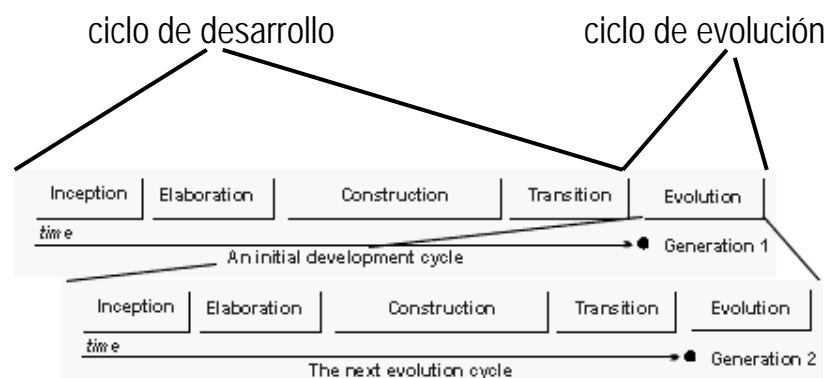 ciclo de desarrollo ciclo de evolución
Inception Elaboration Construction Transition Evolution
time
An initial development cycle Generation 1
Inception Elaboration Construction Transition Evolution
time
The next evolution cycle Generation 2